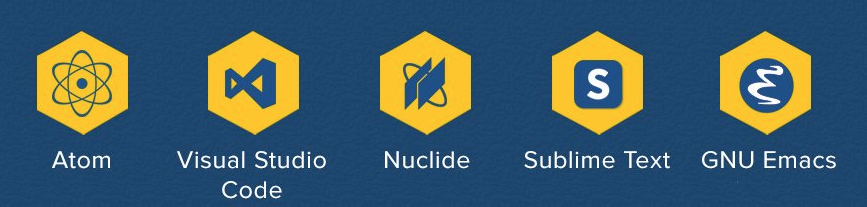 S
Atom
Visual Studio
Code
Nuclide
Sublime Text
GNU Emacs